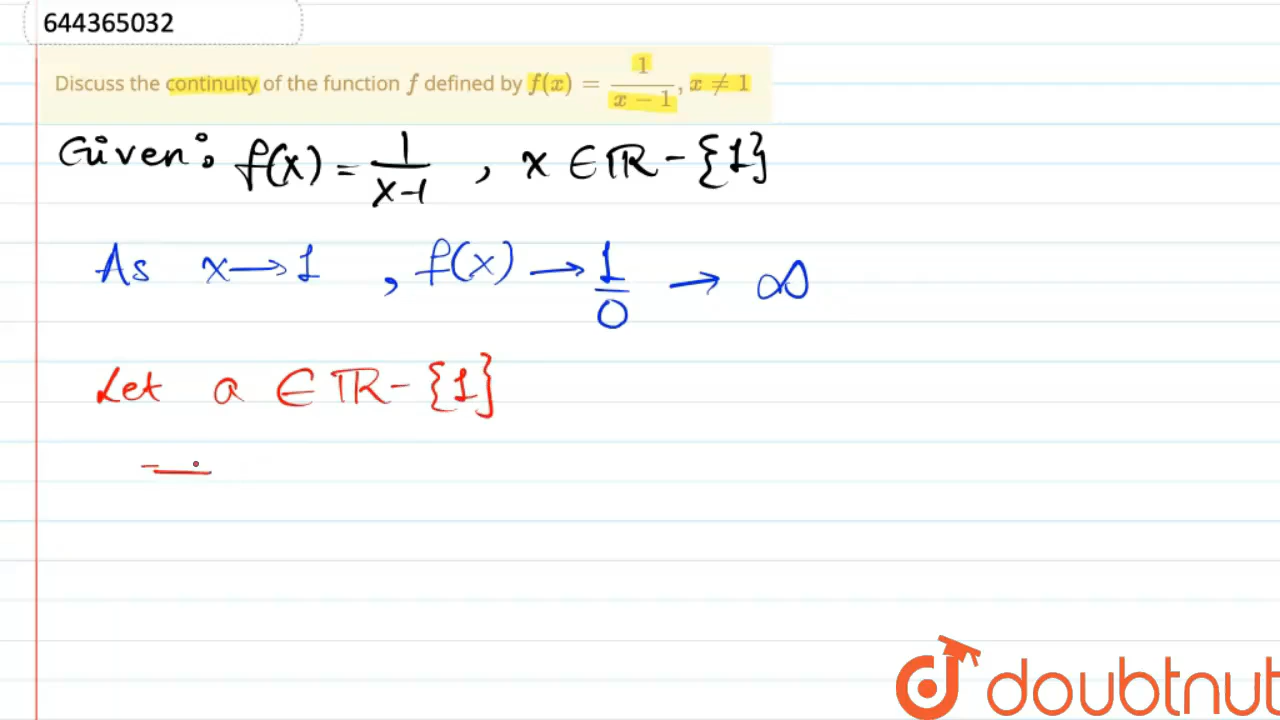 644365032
Discuss the continuity of the function f defined by f(x) = 1/(x − 1), x ≠ 1
Given: f(x) = 1/(x-1) , x ∈ ℝ - {1}
As x → 1 , f(x) → 1/0 → ∞
Let a ∈ ℝ - {1}
doubtnut